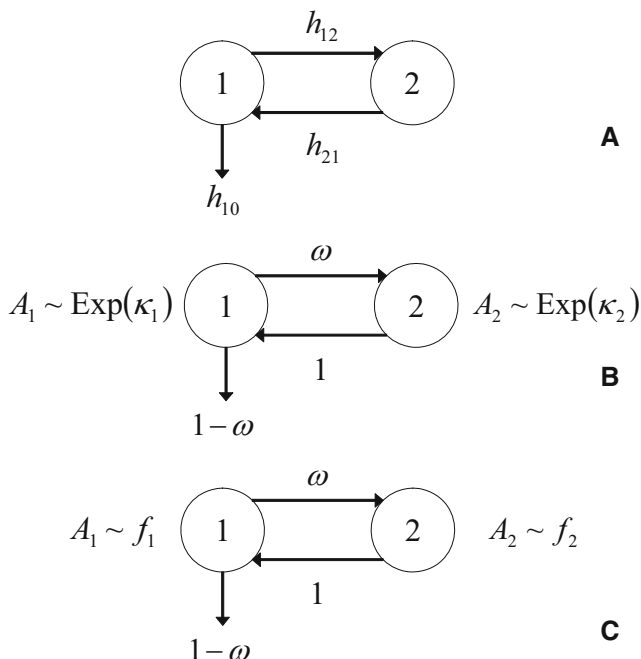 h₁₂
1 2
h₂₁
A
h₁₀
ω
A₁ ~ Exp(κ₁) 1 2 A₂ ~ Exp(κ₂)
1
B
1 − ω
ω
A₁ ~ f₁ 1 2 A₂ ~ f₂
1
1 − ω
C